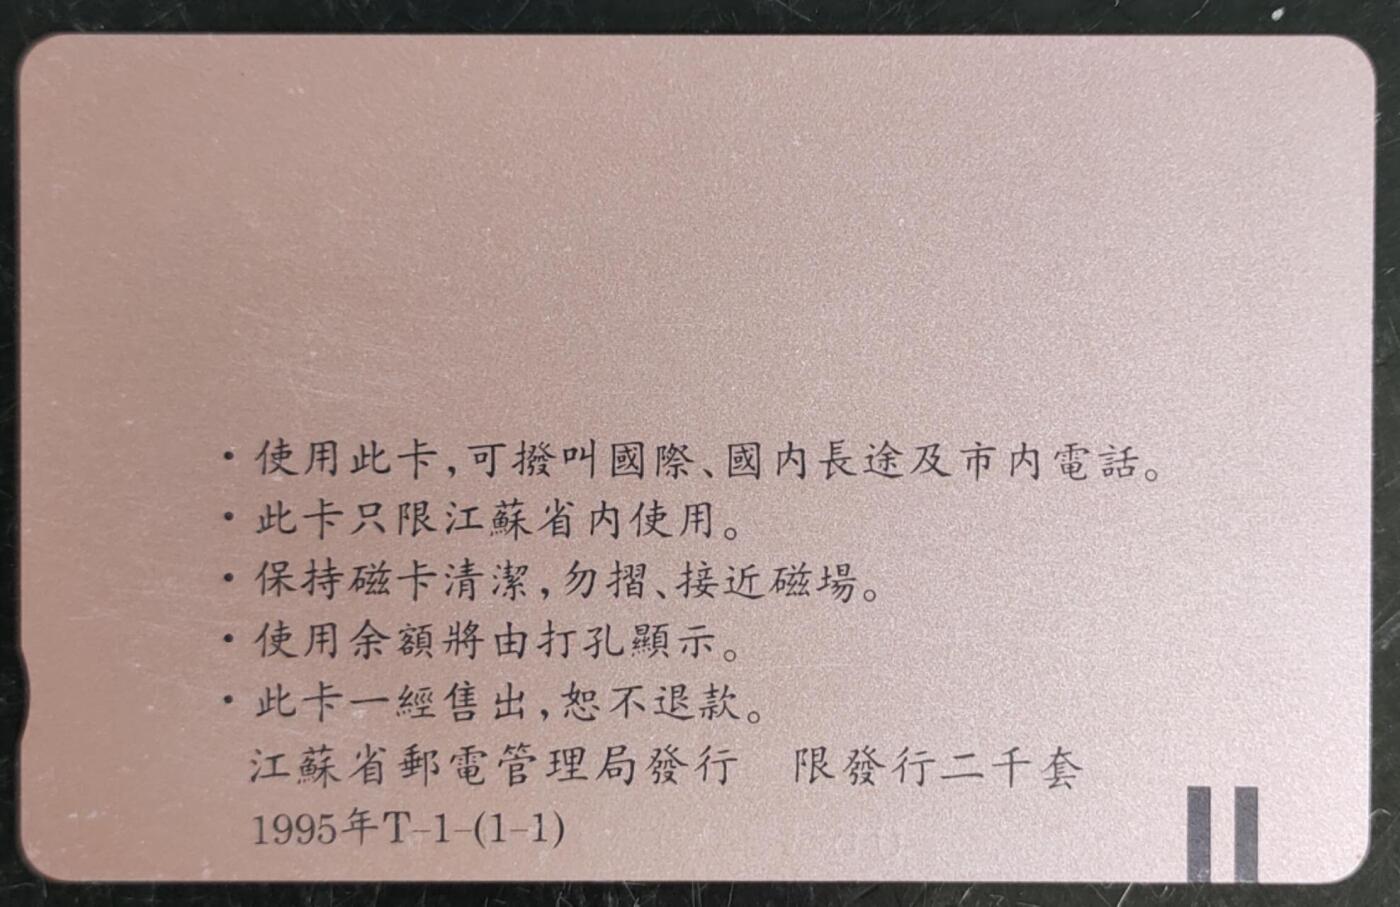 ・使用此卡,可撥叫國際、國内長途及市内電話。
・此卡只限江蘇省内使用。
・保持磁卡清潔,勿摺、接近磁場。
・使用余額將由打孔顯示。
・此卡一經售出,恕不退款。
江蘇省郵電管理局發行　限發行二千套
1995年T-1-(1-1)